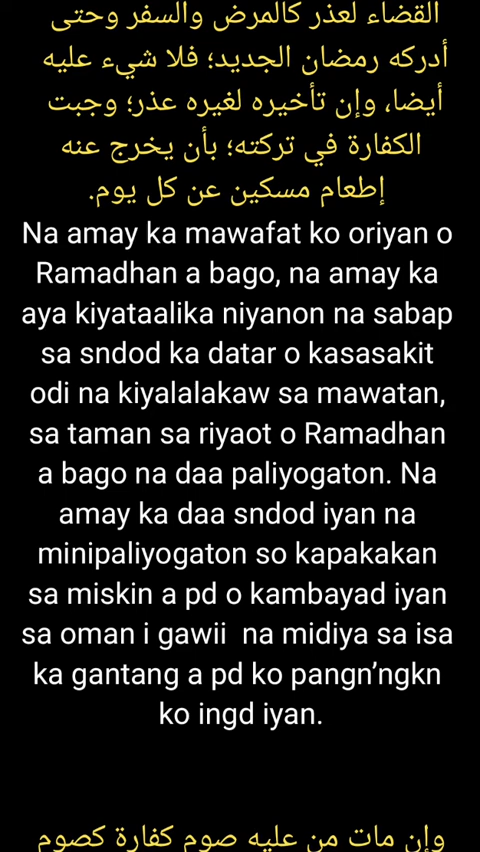 القضاء لعذر كالمرض والسفر وحتى
أدركه رمضان الجديد؛ فلا شيء عليه
أيضا، وإن تأخيره لغيره عذر؛ وجبت
الكفارة في تركته؛ بأن يخرج عنه
إطعام مسكين عن كل يوم.
Na amay ka mawafat ko oriyan o
Ramadhan a bago, na amay ka
aya kiyataalika niyanon na sabap
sa sndod ka datar o kasasakit
odi na kiyalalakaw sa mawatan,
sa taman sa riyaot o Ramadhan
a bago na daa paliyogaton. Na
amay ka daa sndod iyan na
minipaliyogaton so kapakakan
sa miskin a pd o kambayad iyan
sa oman i gawii  na midiya sa isa
ka gantang a pd ko pangn’ngkn
ko ingd iyan.
وإن مات من عليه صوم كفارة كصوم